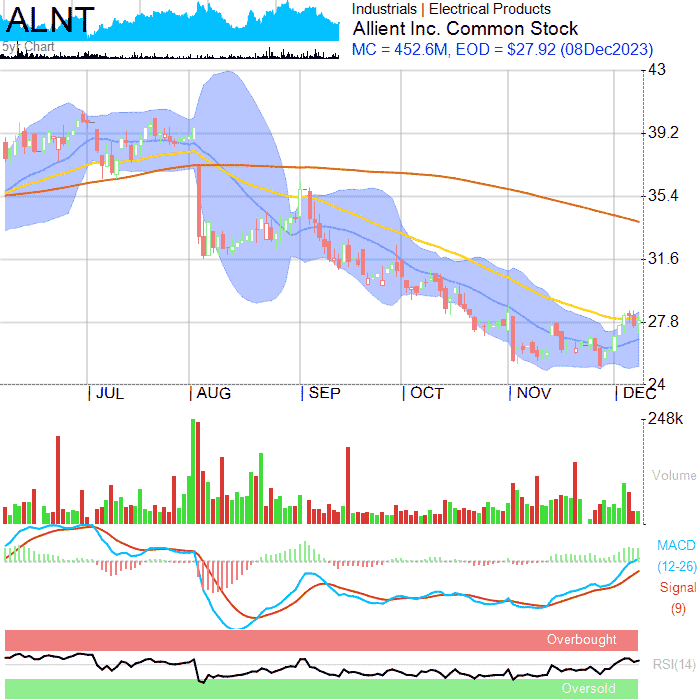 ALNT
5yr Chart
Industrials | Electrical Products
Allient Inc. Common Stock
MC = 452.6M, EOD = $27.92 (08Dec2023)
43
39.2
35.4
31.6
27.8
24
| JUL
| AUG
| SEP
| OCT
| NOV
| DEC
248k
Volume
MACD
(12-26)
Signal
(9)
Overbought
RSI(14)
Oversold